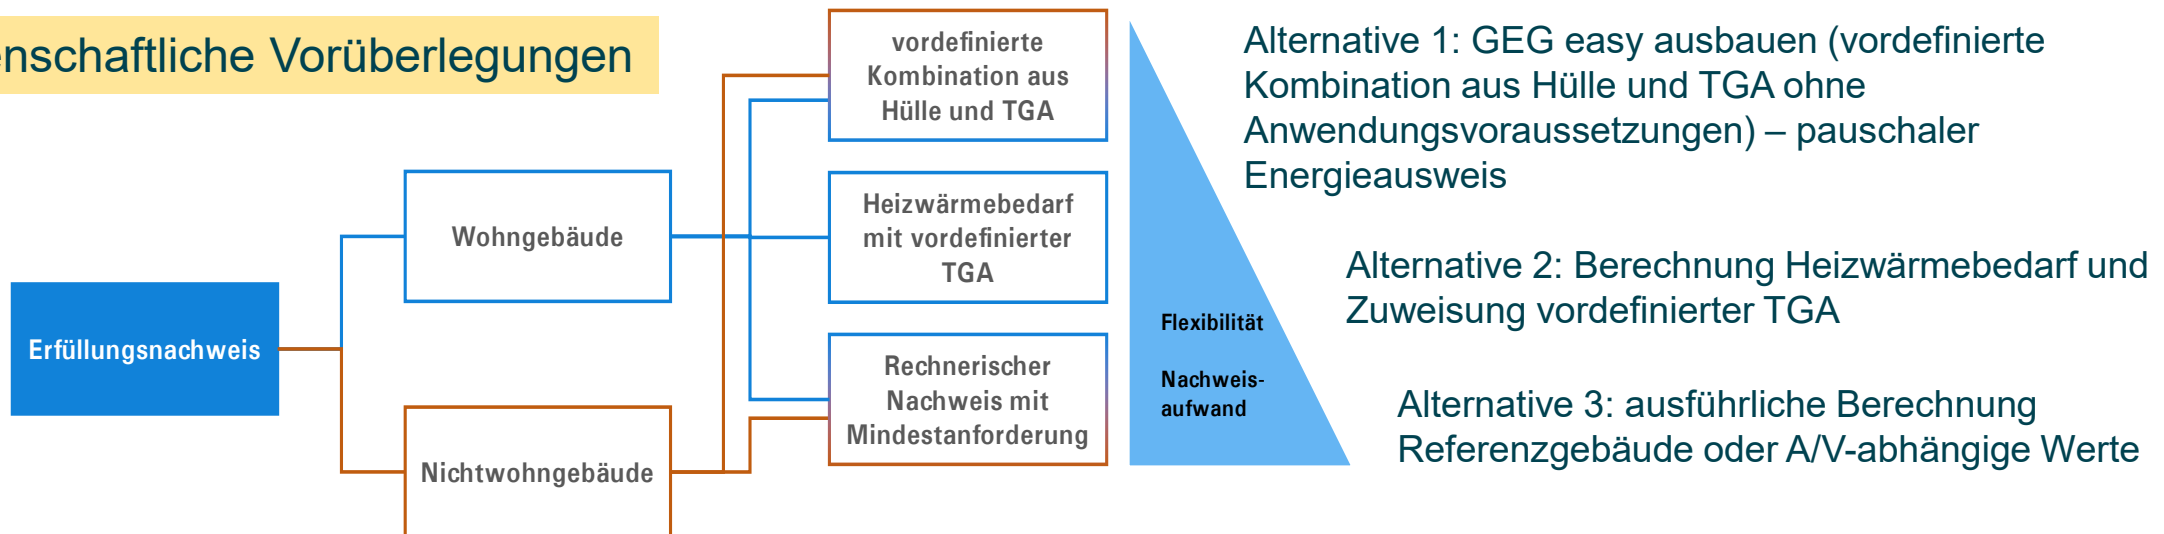 Vorüberlegungen
Erfüllungsnachweis
Wohngebäude
Nichtwohngebäude
vordefinierte
Kombination aus
Hülle und TGA
Heizwärmebedarf
mit vordefinierter
TGA
Rechnerischer
Nachweis mit
Mindestanforderung
Flexibilität
Nachweis-
aufwand
Alternative 1: GEG easy ausbauen (vordefinierte
Kombination aus Hülle und TGA ohne
Anwendungsvoraussetzungen) – pauschaler
Energieausweis
Alternative 2: Berechnung Heizwärmebedarf und
Zuweisung vordefinierter TGA
Alternative 3: ausführliche Berechnung
Referenzgebäude oder A/V-abhängige Werte